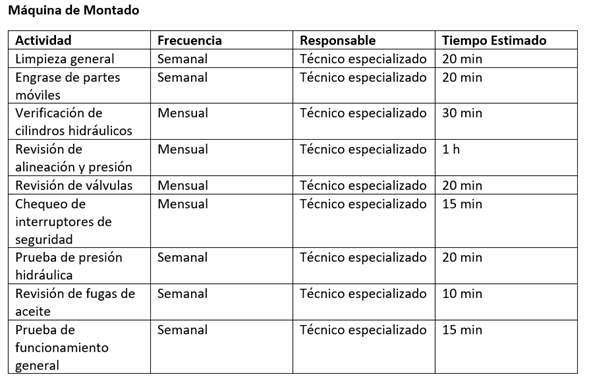 Máquina de Montado
Actividad Frecuencia Responsable Tiempo Estimado
Limpieza general Semanal Técnico especializado 20 min
Engrase de partes móviles Semanal Técnico especializado 20 min
Verificación de cilindros hidráulicos Mensual Técnico especializado 30 min
Revisión de alineación y presión Mensual Técnico especializado 1 h
Revisión de válvulas Mensual Técnico especializado 20 min
Chequeo de interruptores de seguridad Mensual Técnico especializado 15 min
Prueba de presión hidráulica Semanal Técnico especializado 20 min
Revisión de fugas de aceite Semanal Técnico especializado 10 min
Prueba de funcionamiento general Semanal Técnico especializado 15 min